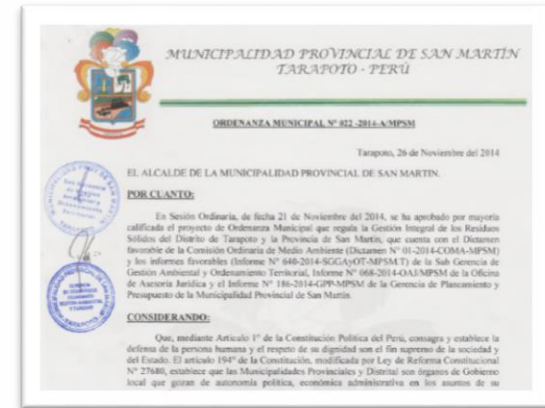 MUNICIPALIDAD PROVINCIAL DE SAN MARTÍN
TARAPOTO - PERÚ
ORDENANZA MUNICIPAL Nº 022 -2014-A/MPSM
Tarapoto, 26 de Noviembre del 2014
EL ALCALDE DE LA MUNICIPALIDAD PROVINCIAL DE SAN MARTIN.
POR CUANTO:
En Sesión Ordinaria, de fecha 21 de Noviembre del 2014, se ha aprobado por mayoría
calificada el proyecto de Ordenanza Municipal que regula la Gestión Integral de los Residuos
Sólidos del Distrito de Tarapoto y la Provincia de San Martín, que cuenta con el Dictamen
favorable de la Comisión Ordinaria de Medio Ambiente (Dictamen Nº 01-2014-COMA-MPSM)
y los informes favorables (Informe Nº 640-2014-SGGAyOT-MPSM.T) de la Sub Gerencia de
Gestión Ambiental y Ordenamiento Territorial, Informe Nº 068-2014-OAJ/MPSM de la Oficina
de Asesoría Jurídica y el Informe Nº 186-2014-GPP-MPSM de la Gerencia de Planeamiento y
Presupuesto de la Municipalidad Provincial de San Martín.
CONSIDERANDO:
Que, mediante Artículo 1º de la Constitución Política del Perú, consagra y establece la
defensa de la persona humana y el respeto de su dignidad son el fin supremo de la sociedad y
del Estado. El artículo 194º de la Constitución, modificada por Ley de Reforma Constitucional
Nº 27680, establece que las Municipalidades Provinciales y Distrital son órganos de Gobierno
local que gozan de autonomía política, económica administrativa en los asuntos de su